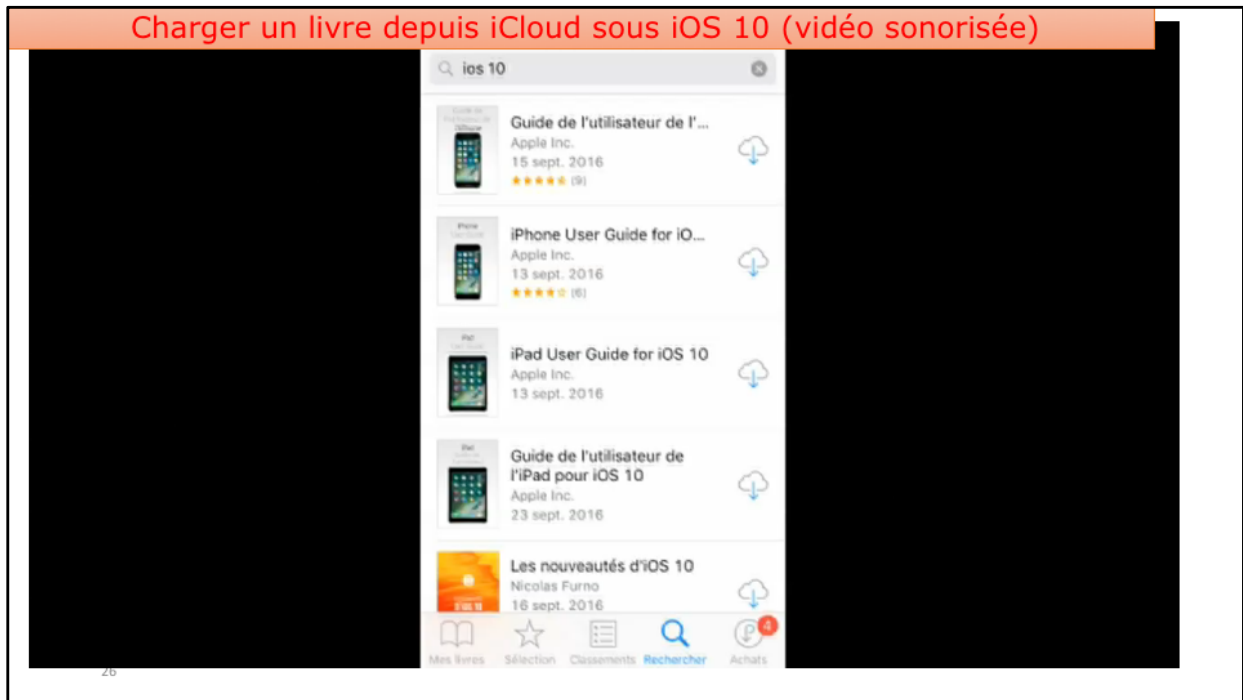 Charger un livre depuis iCloud sous iOS 10 (vidéo sonorisée)
ios 10
Guide de l'utilisateur de l'...
Apple Inc.
15 sept. 2016
(9)
iPhone User Guide for iO...
Apple Inc.
13 sept. 2016
(6)
iPad User Guide for iOS 10
Apple Inc.
13 sept. 2016
Guide de l'utilisateur de
l'iPad pour iOS 10
Apple Inc.
23 sept. 2016
Les nouveautés d'iOS 10
Nicolas Furno
16 sept. 2016
4
Mes livres Sélection Classements Rechercher Achats
26